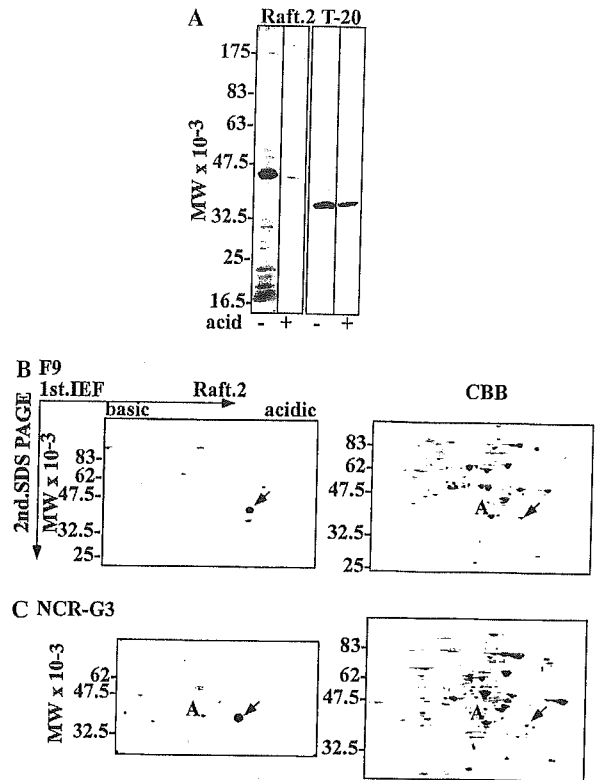 A Raft.2 T-20
MW x 10-3
175-
83-
63-
47.5-
32.5-
25-
16.5-
acid - + - +
B F9
1st.IEF Raft.2 CBB
basic acidic
2nd.SDS PAGE
MW x 10-3
83-
62-
47.5-
32.5-
25-
83-
62-
47.5-
A
32.5-
25-
C NCR-G3
MW x 10-3
62-
47.5-
A
32.5-
83-
62-
47.5-
A
32.5-